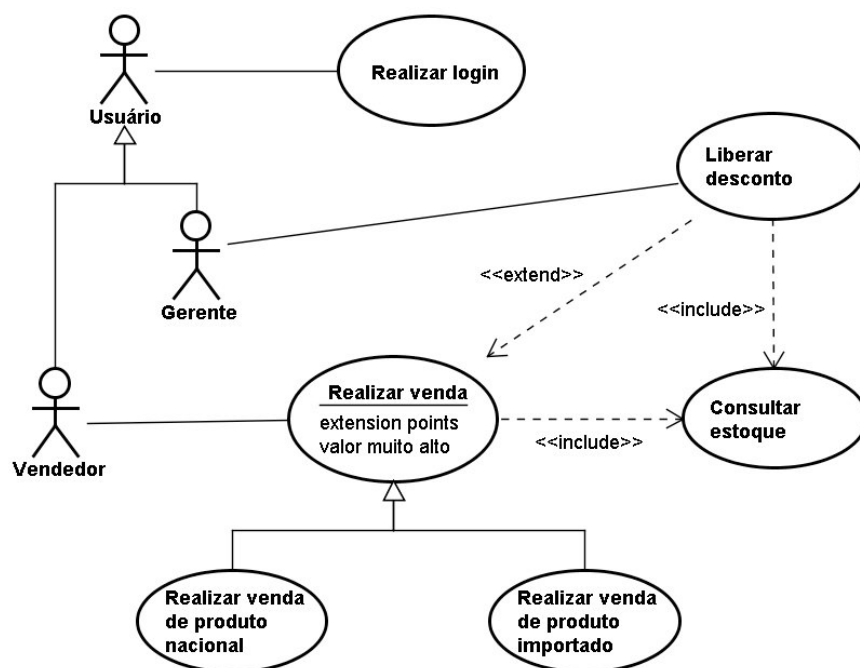 Usuário
Realizar login
Liberar
desconto
Gerente
<<extend>>
<<include>>
Vendedor
Realizar venda
extension points
valor muito alto
<<include>>
Consultar
estoque
Realizar venda
de produto
nacional
Realizar venda
de produto
importado